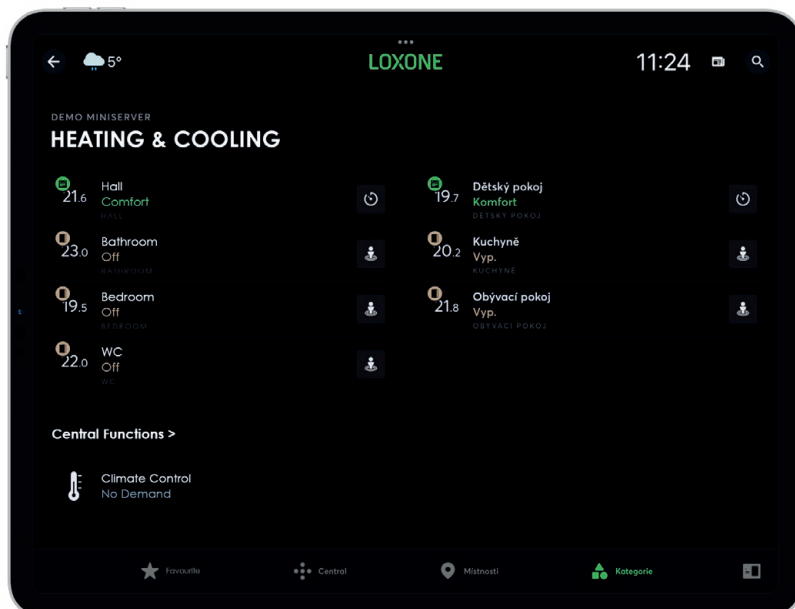 5°
LOXONE
11:24
DEMO MINISERVER
HEATING & COOLING
21.6
Hall
Comfort
HALL
23.0
Bathroom
Off
BATHROOM
19.5
Bedroom
Off
BEDROOM
22.0
WC
Off
WC
19.7
Dětský pokoj
Komfort
DĚTSKÝ POKOJ
20.2
Kuchyně
Vyp.
KUCHYNĚ
21.8
Obývací pokoj
Vyp.
OBÝVACÍ POKOJ
Central Functions >
Climate Control
No Demand
Favourite
Central
Místnosti
Kategorie